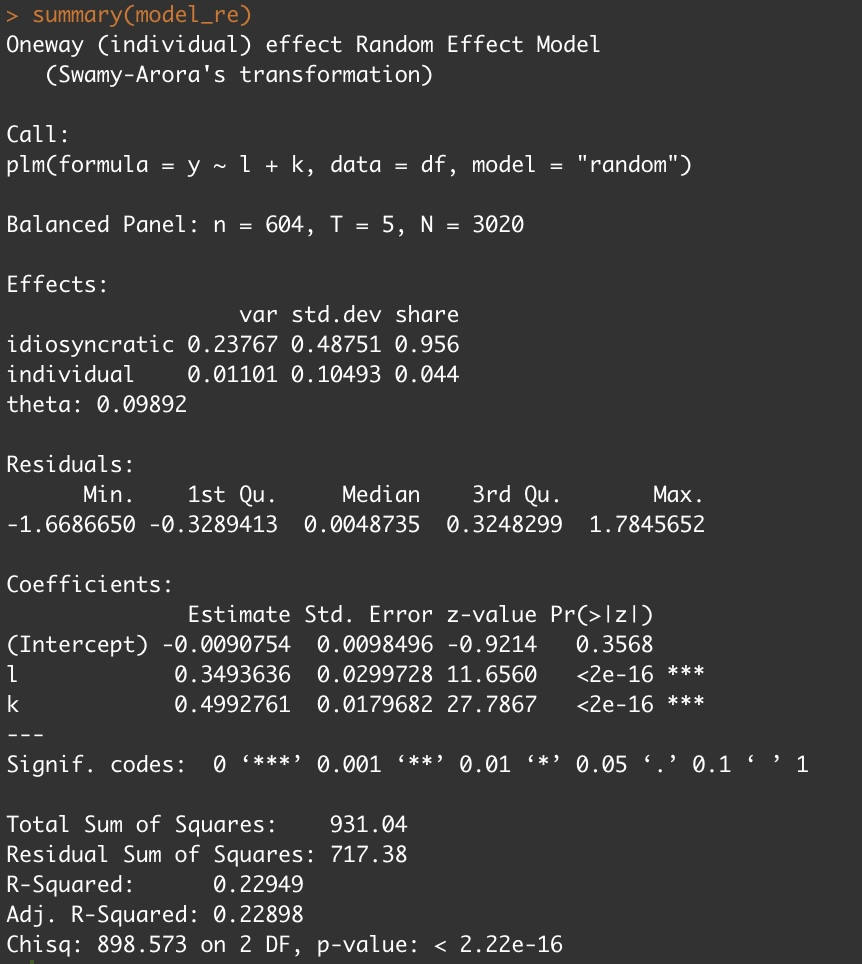 > summary(model_re)
Oneway (individual) effect Random Effect Model
   (Swamy-Arora's transformation)

Call:
plm(formula = y ~ l + k, data = df, model = "random")

Balanced Panel: n = 604, T = 5, N = 3020

Effects:
                  var std.dev share
idiosyncratic 0.23767 0.48751 0.956
individual    0.01101 0.10493 0.044
theta: 0.09892

Residuals:
      Min.    1st Qu.     Median    3rd Qu.       Max.
-1.6686650 -0.3289413  0.0048735  0.3248299  1.7845652

Coefficients:
              Estimate Std. Error z-value Pr(>|z|)
(Intercept) -0.0090754  0.0098496 -0.9214   0.3568
l            0.3493636  0.0299728 11.6560   <2e-16 ***
k            0.4992761  0.0179682 27.7867   <2e-16 ***
---
Signif. codes:  0 ‘***’ 0.001 ‘**’ 0.01 ‘*’ 0.05 ‘.’ 0.1 ‘ ’ 1

Total Sum of Squares:    931.04
Residual Sum of Squares: 717.38
R-Squared:      0.22949
Adj. R-Squared: 0.22898
Chisq: 898.573 on 2 DF, p-value: < 2.22e-16